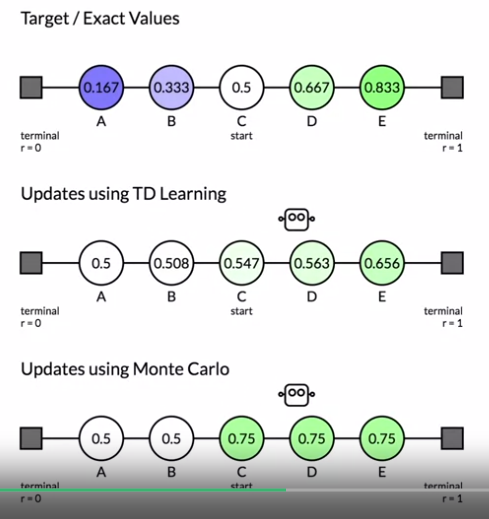 Target / Exact Values
0.167 0.333 0.5 0.667 0.833
A B C D E
terminal start terminal
r = 0 r = 1
Updates using TD Learning
0.5 0.508 0.547 0.563 0.656
A B C D E
terminal start terminal
r = 0 r = 1
Updates using Monte Carlo
0.5 0.5 0.75 0.75 0.75
A B C D E
terminal start terminal
r = 0 r = 1